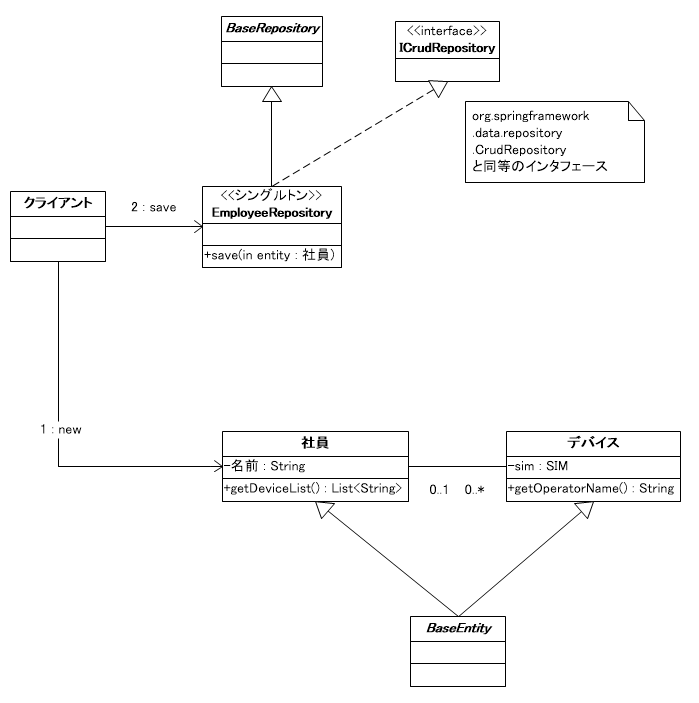 BaseRepository
<<interface>>
ICrudRepository
org.springframework
.data.repository
.CrudRepository
と同等のインタフェース
クライアント
2 : save
<<シングルトン>>
EmployeeRepository
+save(in entity : 社員)
1 : new
社員
-名前 : String
+getDeviceList() : List<String>
0..1
0..*
デバイス
-sim : SIM
+getOperatorName() : String
BaseEntity